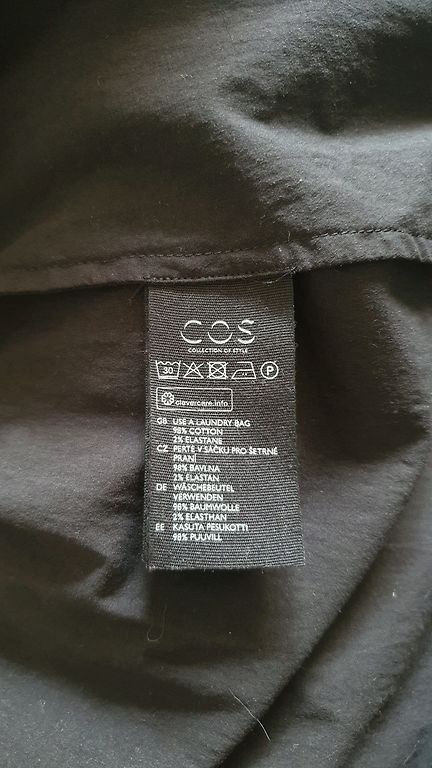 COS
COLLECTION OF STYLE
30 P
clevercare.info
GB USE A LAUNDRY BAG
98% COTTON
2% ELASTANE
CZ PERTE V SÁČKU PRO ŠETRNÉ
PRANÍ
98% BAVLNA
2% ELASTAN
DE WÄSCHEBEUTEL
VERWENDEN
98% BAUMWOLLE
2% ELASTHAN
EE KASUTA PESUKOTTI
98% PUUVILL